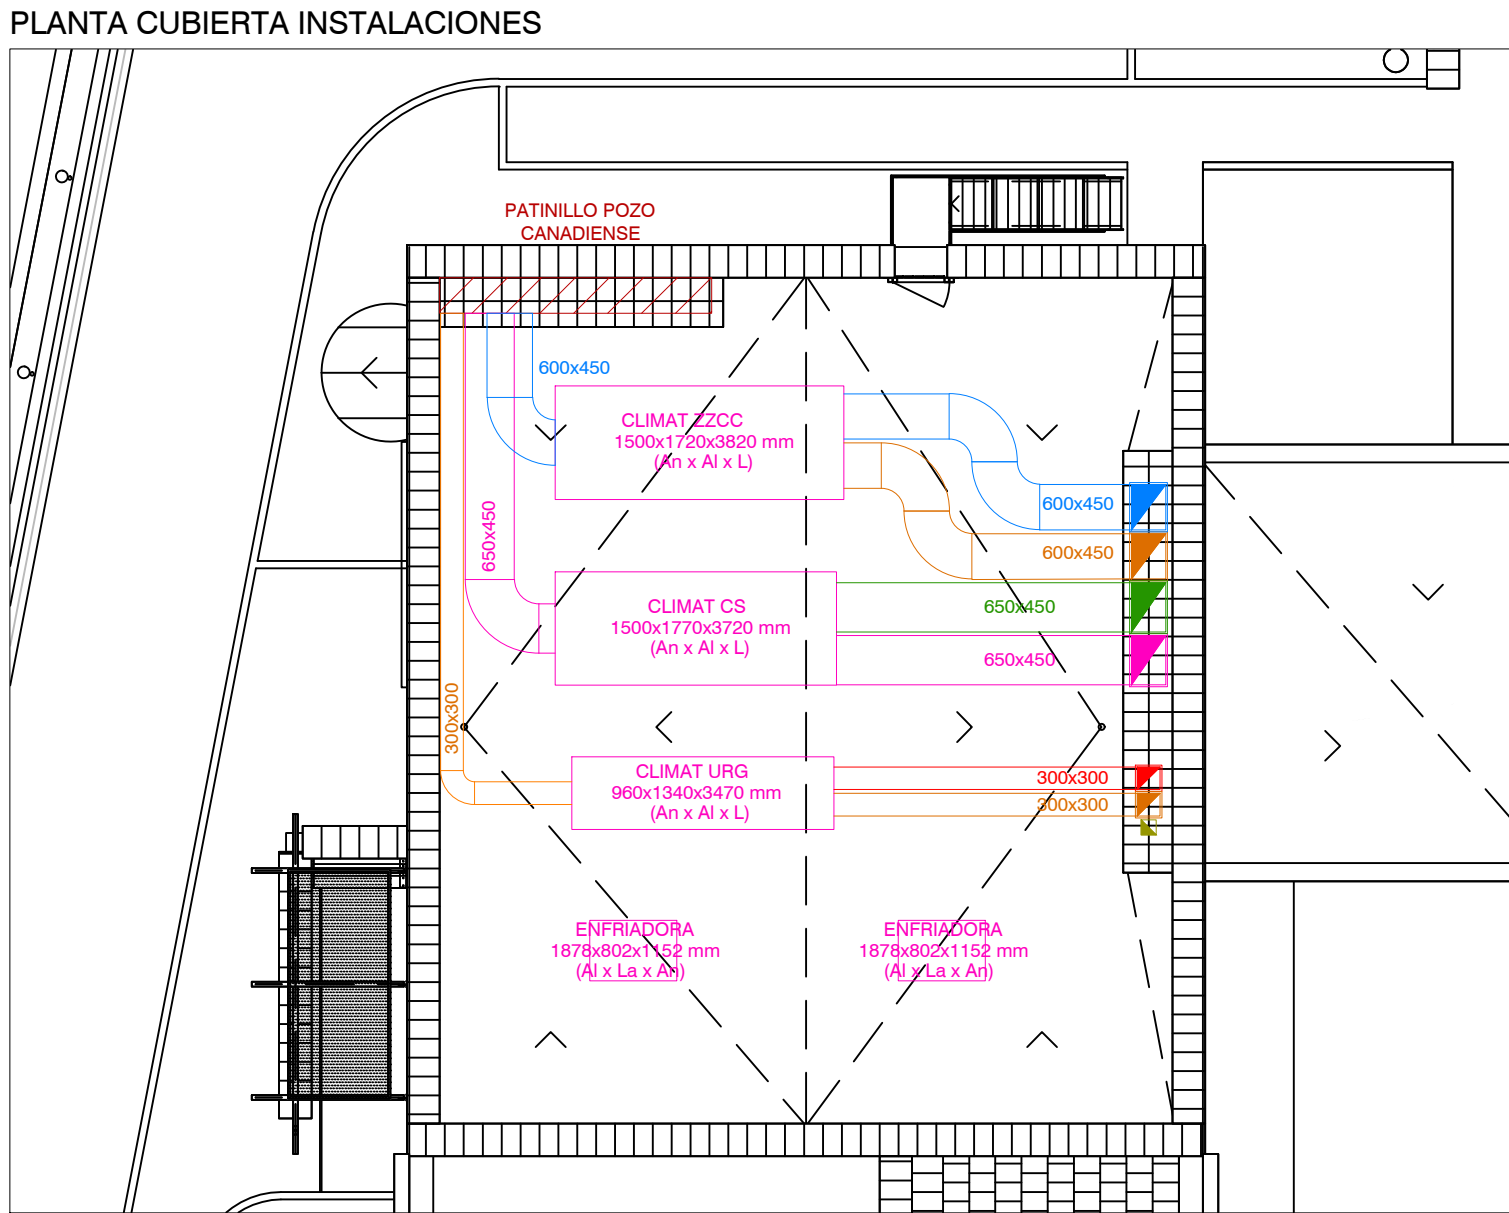 PLANTA CUBIERTA INSTALACIONES
PATINILLO POZO
CANADIENSE
600x450
CLIMAT ZZCC
1500x1720x3820 mm
(An x Al x L)
600x450
650x450
600x450
CLIMAT CS
1500x1770x3720 mm
(An x Al x L)
650x450
650x450
300x300
CLIMAT URG
960x1340x3470 mm
(An x Al x L)
300x300
300x300
ENFRIADORA
1878x802x1152 mm
(Al x La x An)
ENFRIADORA
1878x802x1152 mm
(Al x La x An)